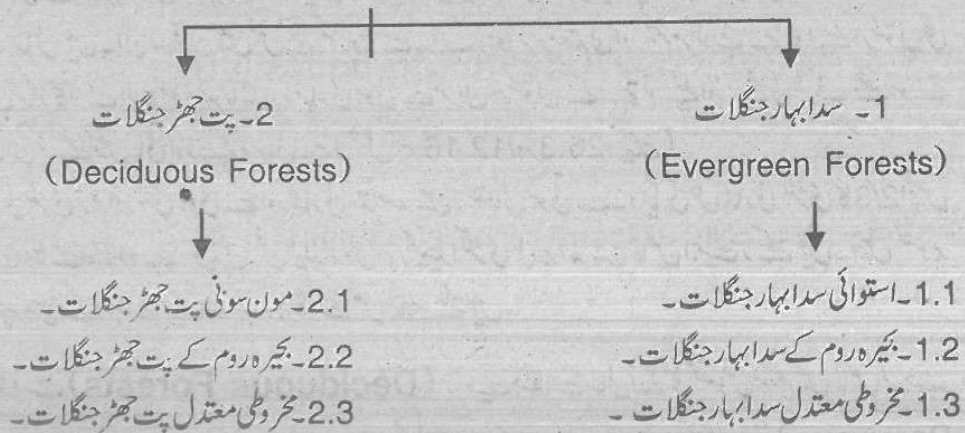 1۔ سدابہار جنگلات
(Evergreen Forests)
1.1۔استوائی سدابہار جنگلات۔
1.2۔بحیرہ روم کے سدابہار جنگلات۔
1.3۔مخروطی معتدل سدابہار جنگلات ۔
2۔پت جھڑ جنگلات
(Deciduous Forests)
2.1۔مون سونی پت جھڑ جنگلات۔
2.2۔بحیرہ روم کے پت جھڑ جنگلات۔
2.3۔مخروطی معتدل پت جھڑ جنگلات۔